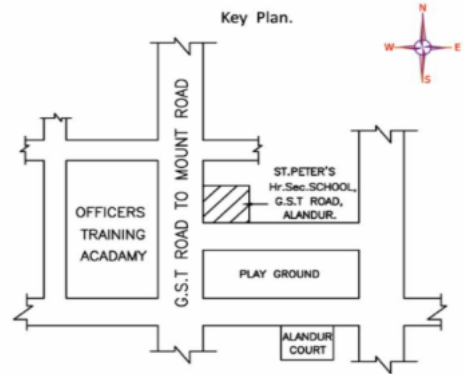 Key Plan.
N
W
E
S
G.S.T ROAD TO MOUNT ROAD
ST.PETER'S
Hr.Sec.SCHOOL,
G.S.T ROAD,
ALANDUR.
OFFICERS
TRAINING
ACADAMY
PLAY GROUND
ALANDUR
COURT